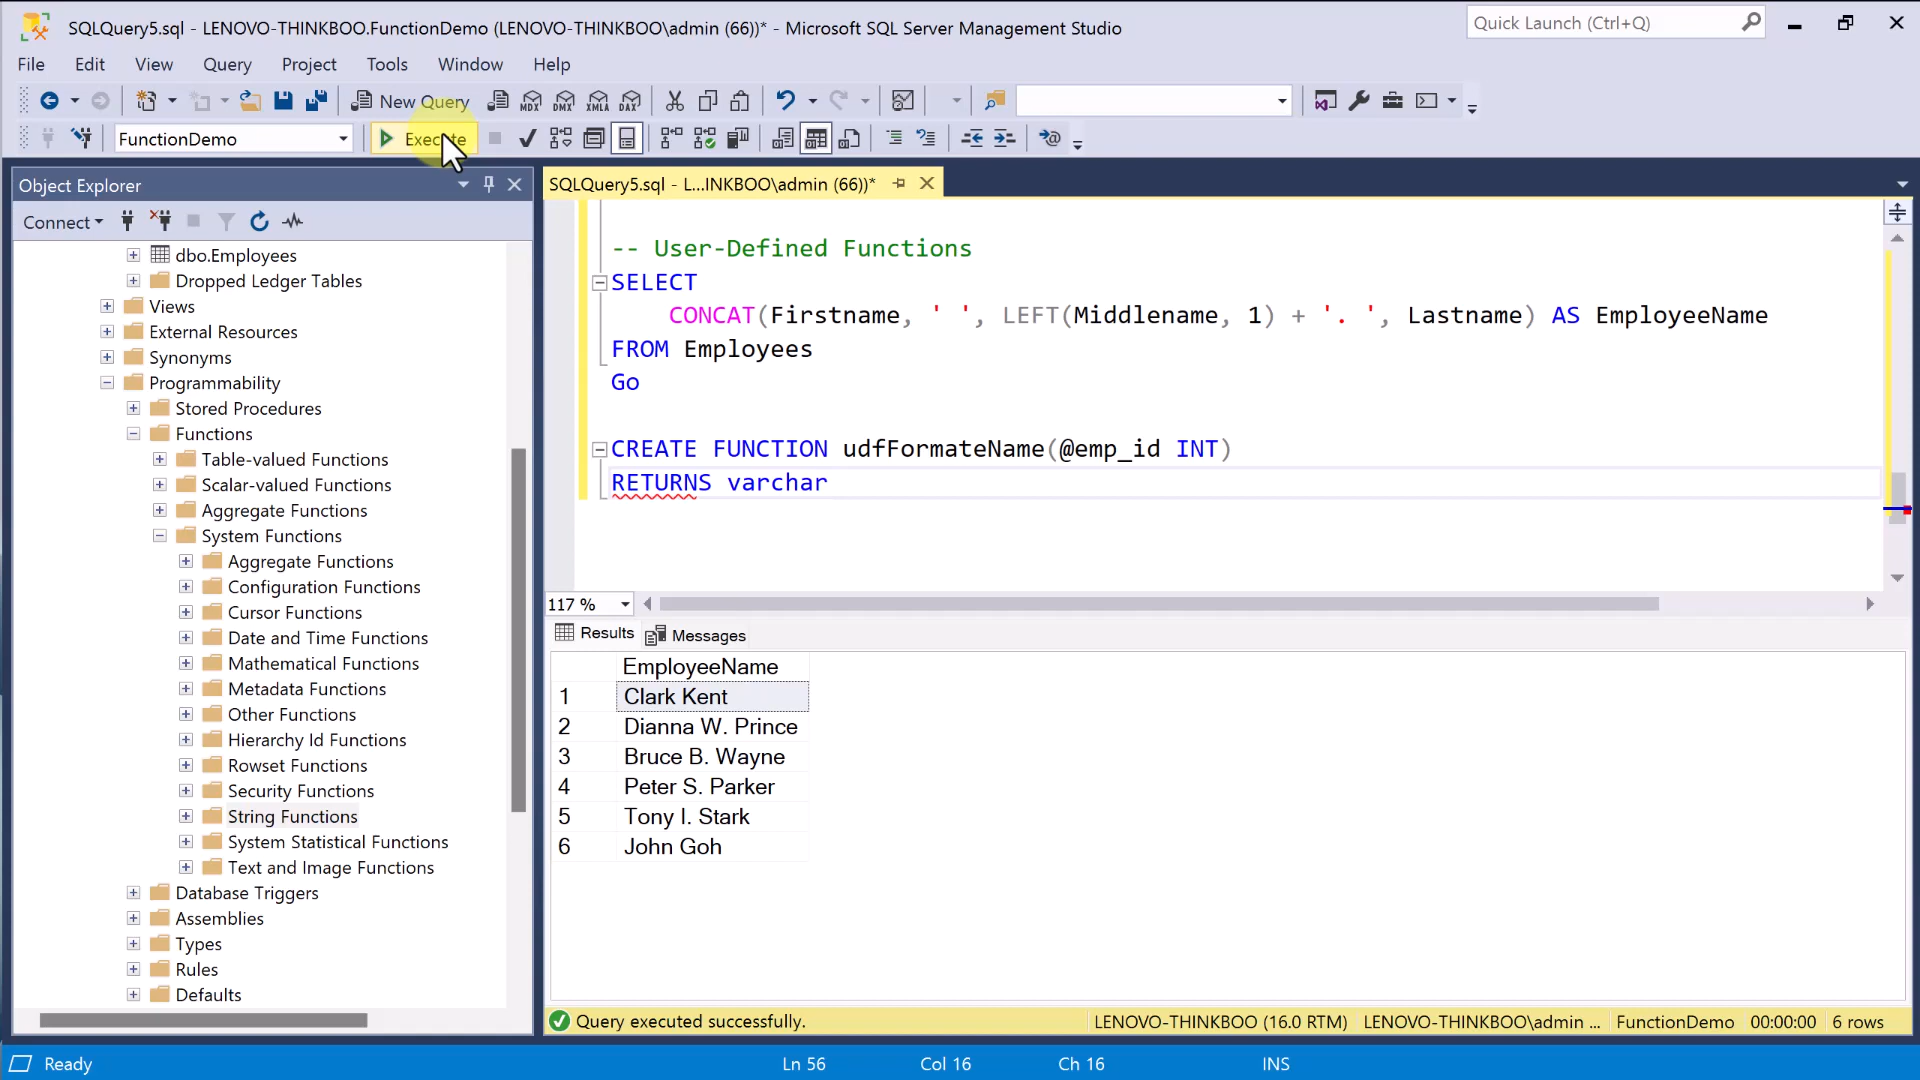 SQLQuery5.sql - LENOVO-THINKBOO.FunctionDemo (LENOVO-THINKBOO\admin (66))* - Microsoft SQL Server Management Studio
Quick Launch (Ctrl+Q)
File Edit View Query Project Tools Window Help
New Query MDX DMX XMLA DAX
FunctionDemo Execute
Object Explorer
Connect
dbo.Employees
Dropped Ledger Tables
Views
External Resources
Synonyms
Programmability
Stored Procedures
Functions
Table-valued Functions
Scalar-valued Functions
Aggregate Functions
System Functions
Aggregate Functions
Configuration Functions
Cursor Functions
Date and Time Functions
Mathematical Functions
Metadata Functions
Other Functions
Hierarchy Id Functions
Rowset Functions
Security Functions
String Functions
System Statistical Functions
Text and Image Functions
Database Triggers
Assemblies
Types
Rules
Defaults
SQLQuery5.sql - L...INKBOO\admin (66))*
-- User-Defined Functions
SELECT
CONCAT(Firstname, ' ', LEFT(Middlename, 1) + '. ', Lastname) AS EmployeeName
FROM Employees
Go
CREATE FUNCTION udfFormateName(@emp_id INT)
RETURNS varchar
117 %
Results Messages
EmployeeName
1 Clark Kent
2 Dianna W. Prince
3 Bruce B. Wayne
4 Peter S. Parker
5 Tony I. Stark
6 John Goh
Query executed successfully. LENOVO-THINKBOO (16.0 RTM) LENOVO-THINKBOO\admin ... FunctionDemo 00:00:00 6 rows
Ready Ln 56 Col 16 Ch 16 INS